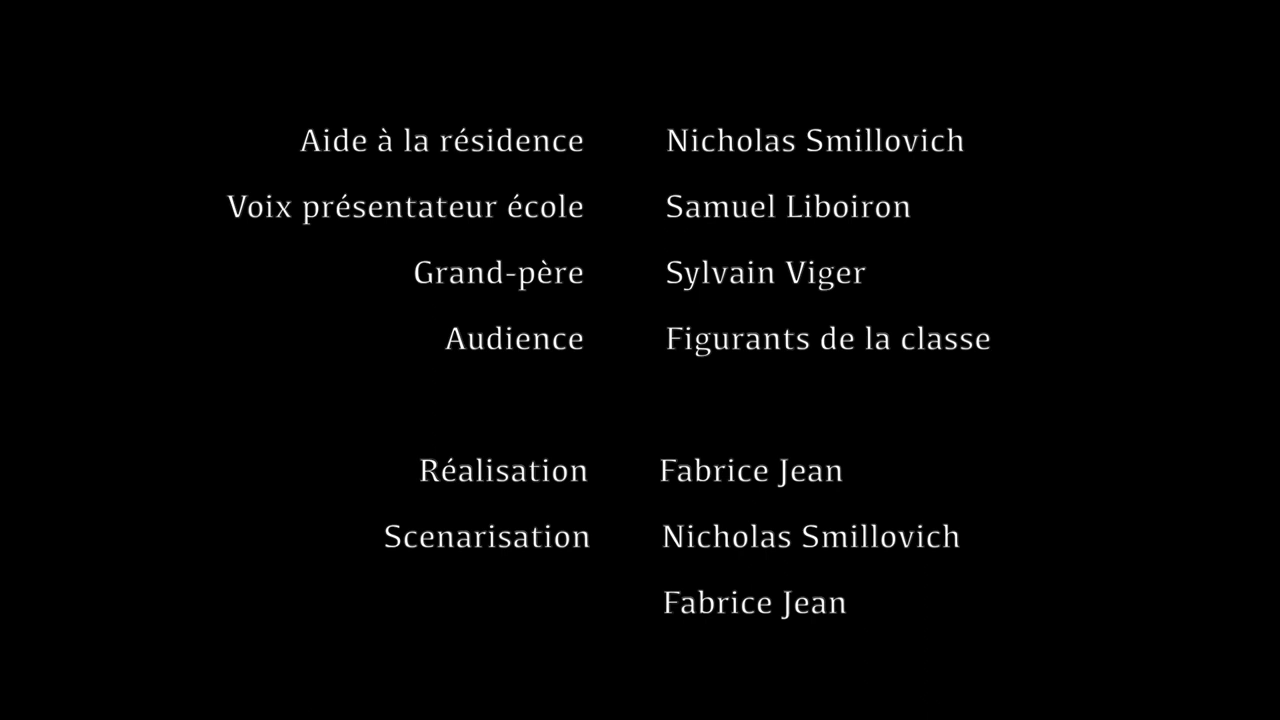 Aide à la résidence Nicholas Smillovich
Voix présentateur école Samuel Liboiron
Grand-père Sylvain Viger
Audience Figurants de la classe
Réalisation Fabrice Jean
Scenarisation Nicholas Smillovich
Fabrice Jean